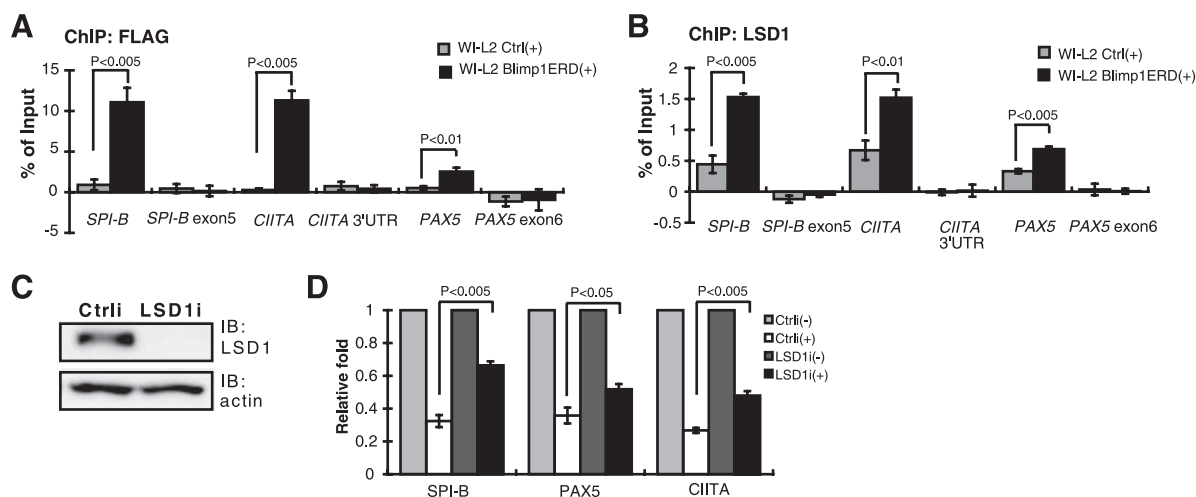 A
ChIP: FLAG
WI-L2 Ctrl(+)
WI-L2 Blimp1ERD(+)
P<0.005
P<0.005
P<0.01
% of Input
15
10
5
0
-5
SPI-B
SPI-B exon5
CIITA
CIITA 3'UTR
PAX5
PAX5 exon6
B
ChIP: LSD1
WI-L2 Ctrl(+)
WI-L2 Blimp1ERD(+)
P<0.005
P<0.01
P<0.005
% of Input
2
1.5
1
0.5
0
-0.5
SPI-B
SPI-B exon5
CIITA
CIITA
3'UTR
PAX5
PAX5 exon6
C
Ctrli LSD1i
IB:
LSD1
IB:
actin
D
P<0.005
P<0.05
P<0.005
Relative fold
1
0.8
0.6
0.4
0.2
0
SPI-B
PAX5
CIITA
Ctrli(-)
Ctrli(+)
LSD1i(-)
LSD1i(+)